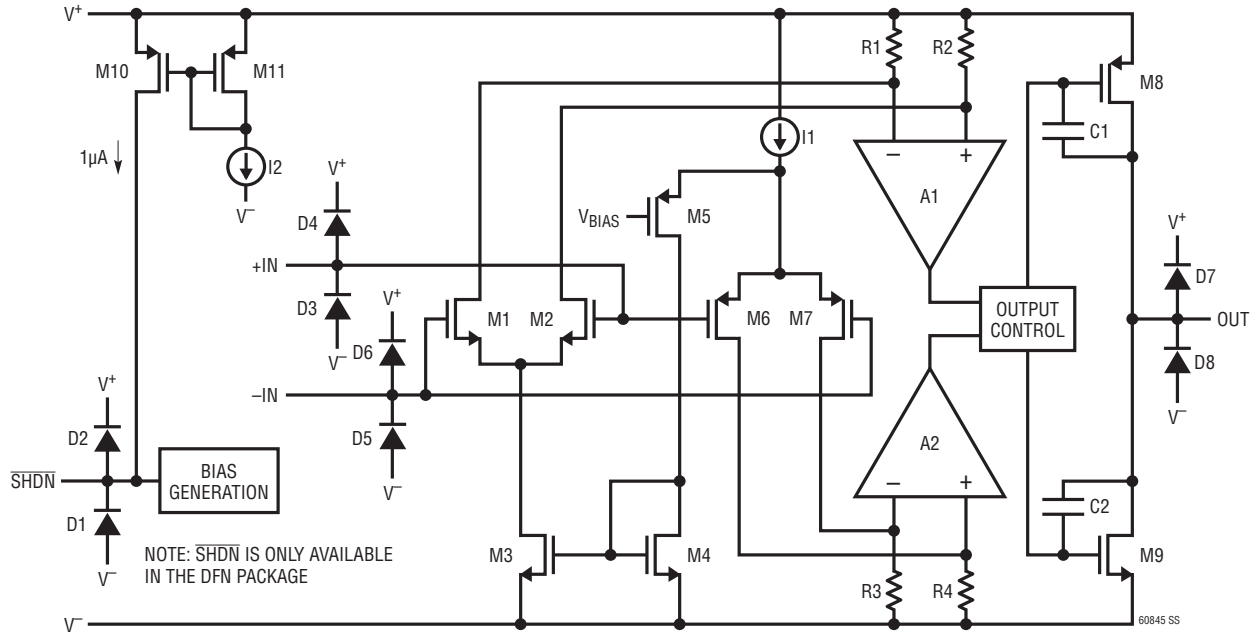 V+
R1
R2
M10
M11
M8
C1
I1
1µA
I2
V+
V–
A1
M5
VBIAS
D4
V+
+IN
D7
D3
V+
M1
M2
M6
M7
OUTPUT
CONTROL
OUT
V–
D6
D8
V+
–IN
V–
D2
D5
A2
SHDN
BIAS
GENERATION
V–
C2
D1
NOTE: SHDN IS ONLY AVAILABLE
IN THE DFN PACKAGE
M3
M4
M9
V–
R3
R4
V–
60845 SS
–
+
–
+